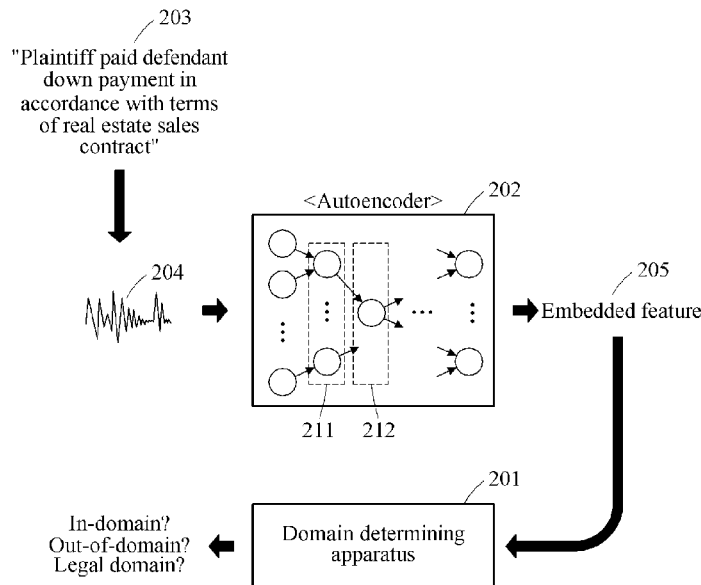 203
"Plaintiff paid defendant
down payment in
accordance with terms
of real estate sales
contract"
202
<Autoencoder>
204
205
Embedded feature
211
212
201
In-domain?
Out-of-domain?
Legal domain?
Domain determining
apparatus